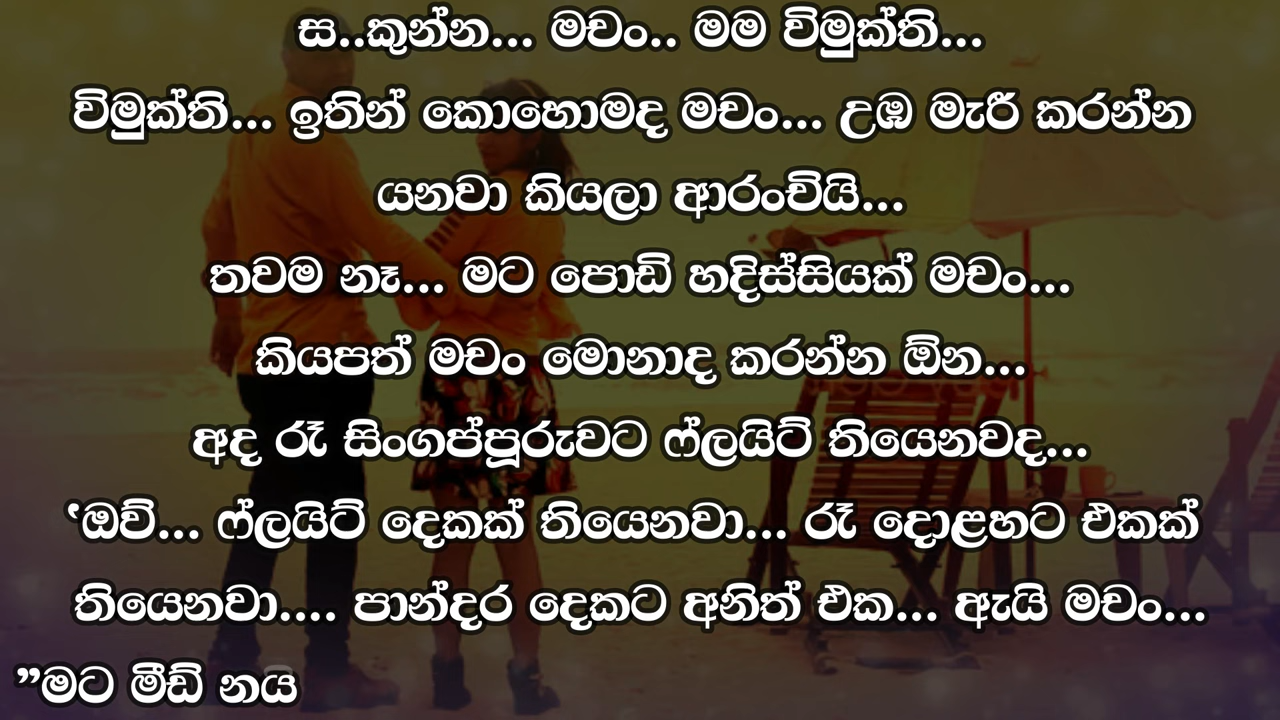 ස..කුන්න... මචං.. මම විමුක්ති...
විමුක්ති... ඉතින් කොහොමද මචං... උඹ මැරී කරන්න
යනවා කියලා ආරංචියි...
තවම නෑ... මට පොඩි හදිස්සියක් මචං...
කියපත් මචං මොනාද කරන්න ඕන...
අද රෑ සිංගප්පූරුවට ෆ්ලයිට් තියෙනවද...
‘ඔව්... ෆ්ලයිට් දෙකක් තියෙනවා... රෑ දොළහට එකක්
තියෙනවා.... පාන්දර දෙකට අනිත් එක... ඇයි මචං...
”මට මීඩ් නය